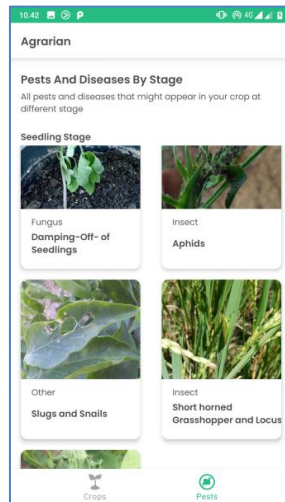 10.42
4G
Agrarian
Pests And Diseases By Stage
All pests and diseases that might appear in your crop at
different stage
Seedling Stage
Fungus
Damping-Off- of
Seedlings
Insect
Aphids
Other
Slugs and Snails
Insect
Short horned
Grasshopper and Locus
Crops
Pests